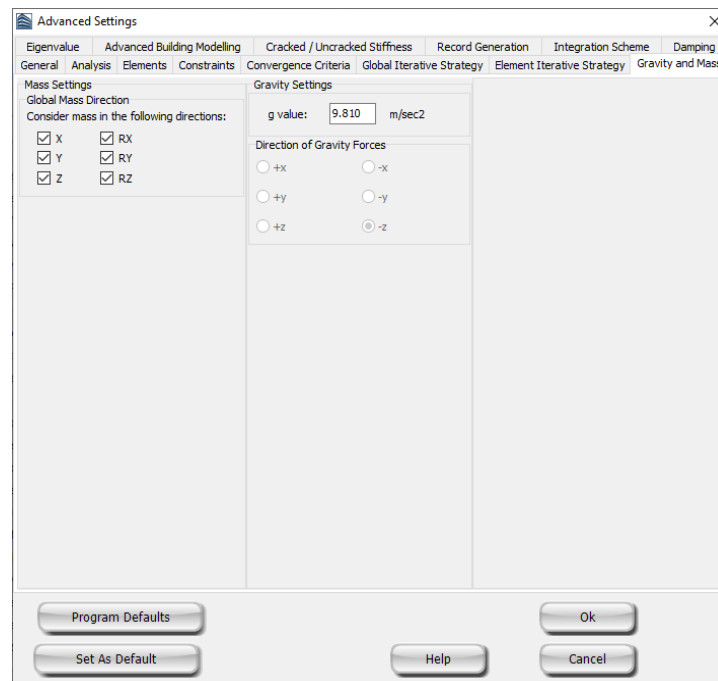 Advanced Settings
Eigenvalue Advanced Building Modelling Cracked / Uncracked Stiffness Record Generation Integration Scheme Damping
General Analysis Elements Constraints Convergence Criteria Global Iterative Strategy Element Iterative Strategy Gravity and Mass
Mass Settings
Global Mass Direction
Consider mass in the following directions:
X RX
Y RY
Z RZ
Gravity Settings
g value: 9.810 m/sec2
Direction of Gravity Forces
+x -x
+y -y
+z -z
Program Defaults Ok
Set As Default Help Cancel